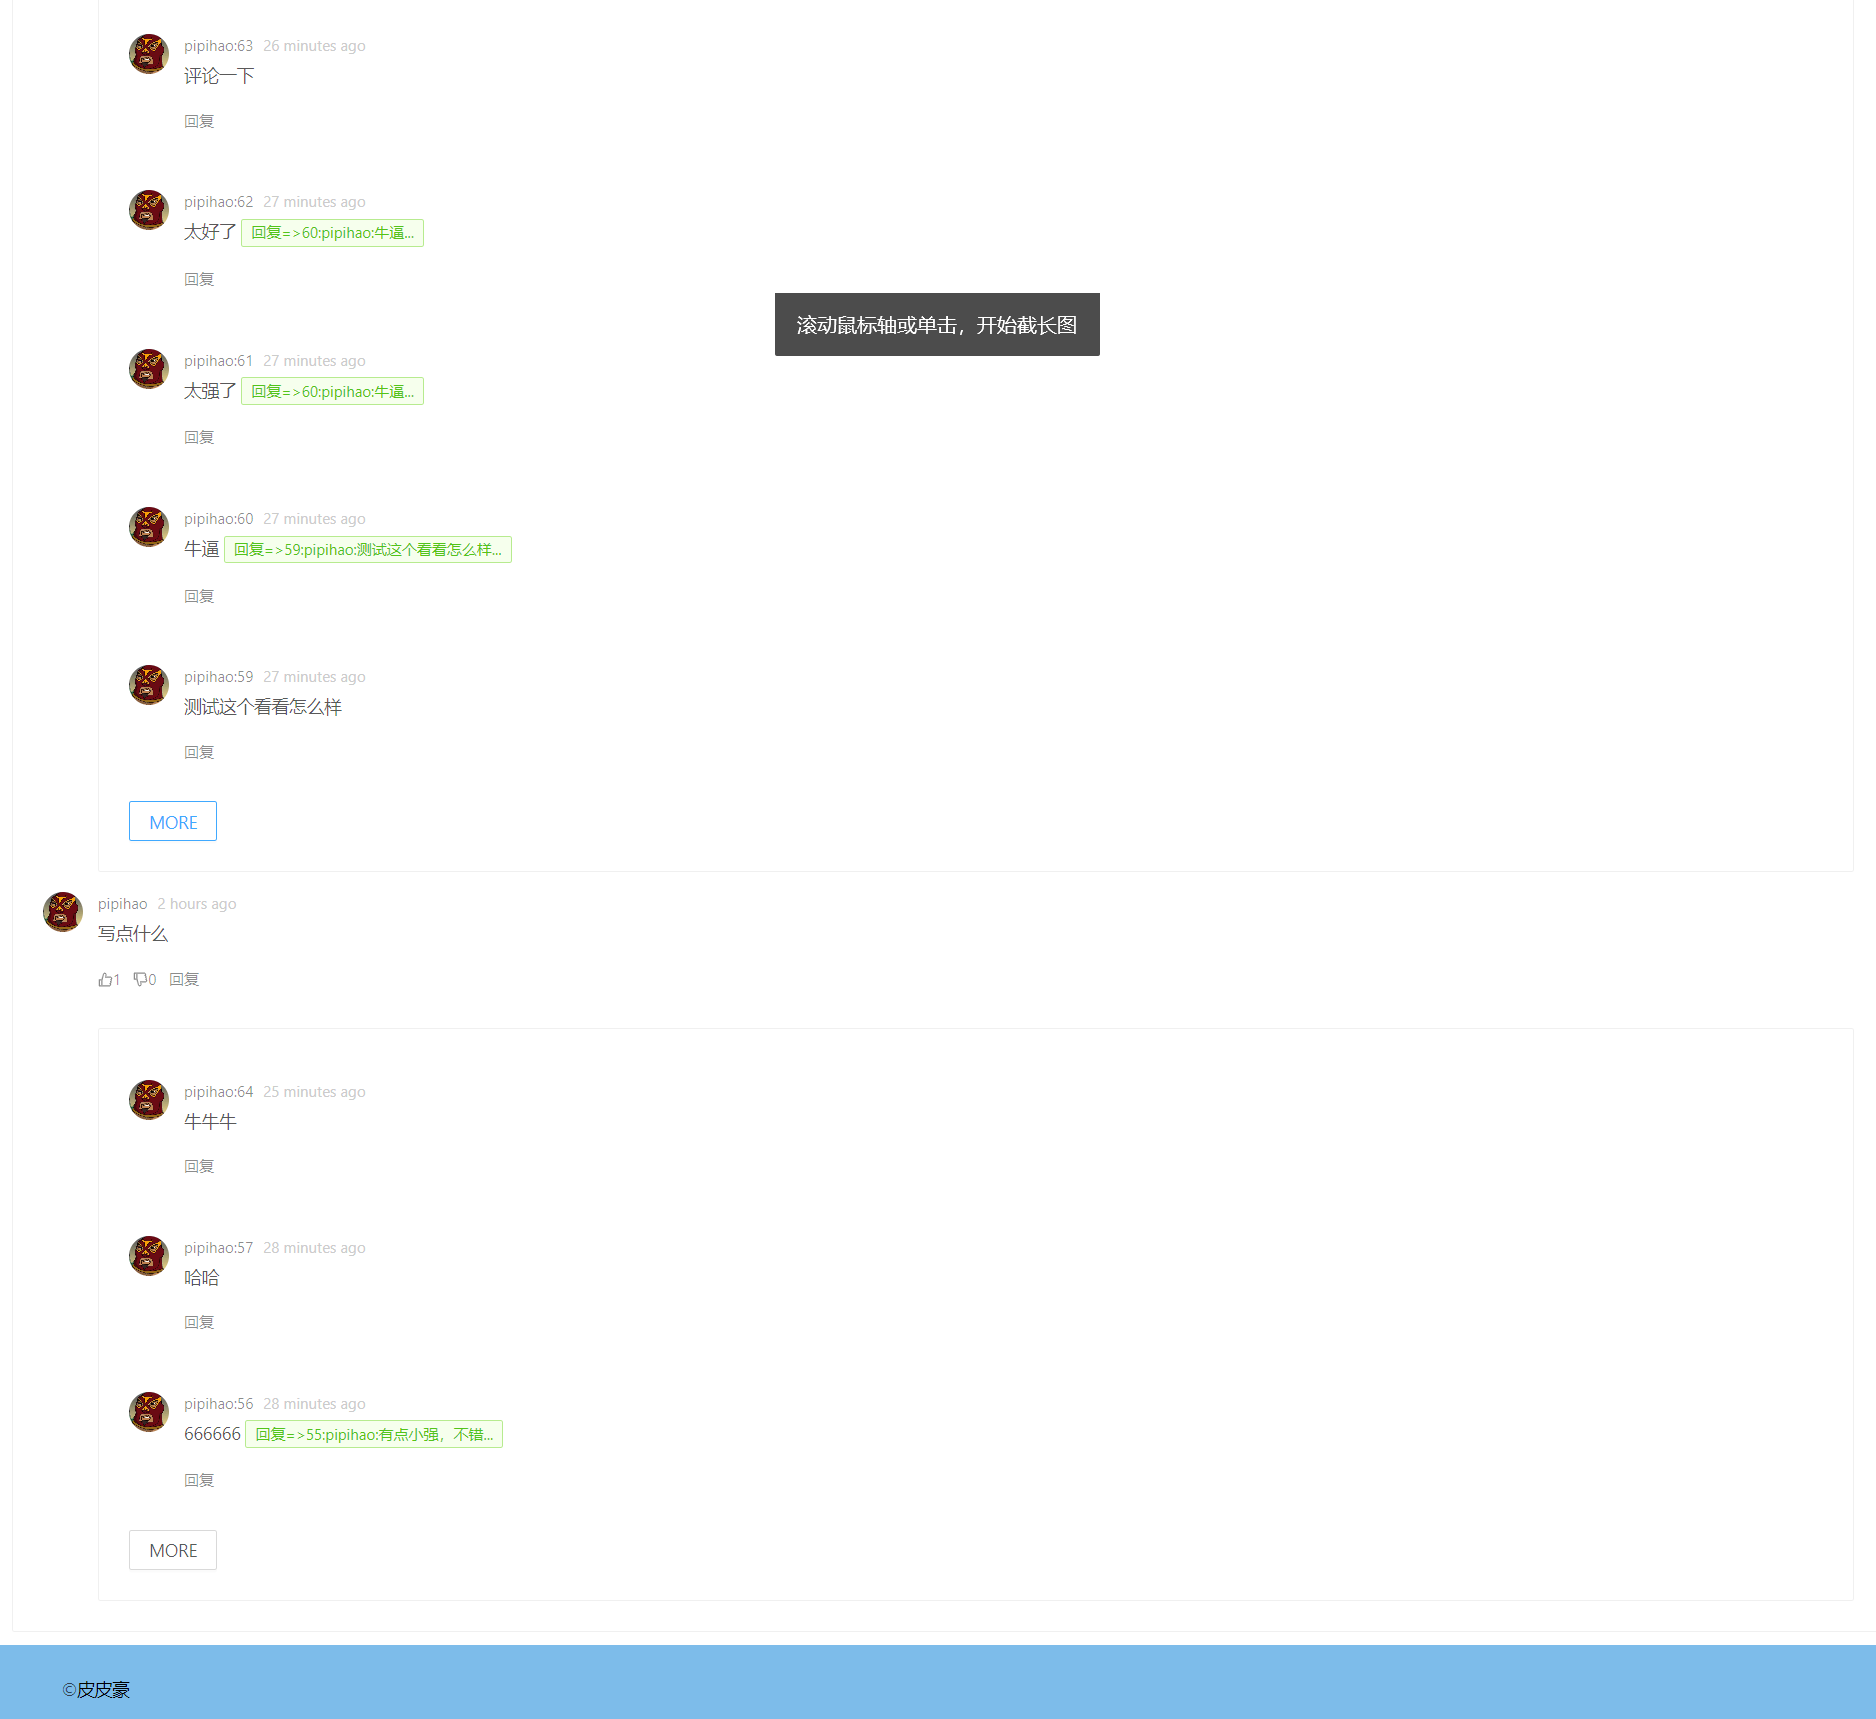 pipihao:63 26 minutes ago
评论一下
回复
pipihao:62 27 minutes ago
太好了 回复=>60:pipihao:牛逼...
回复
滚动鼠标轴或单击，开始截长图
pipihao:61 27 minutes ago
太强了 回复=>60:pipihao:牛逼...
回复
pipihao:60 27 minutes ago
牛逼 回复=>59:pipihao:测试这个看看怎么样...
回复
pipihao:59 27 minutes ago
测试这个看看怎么样
回复
MORE
pipihao 2 hours ago
写点什么
1 0 回复
pipihao:64 25 minutes ago
牛牛牛
回复
pipihao:57 28 minutes ago
哈哈
回复
pipihao:56 28 minutes ago
666666 回复=>55:pipihao:有点小强，不错...
回复
MORE
©皮皮豪